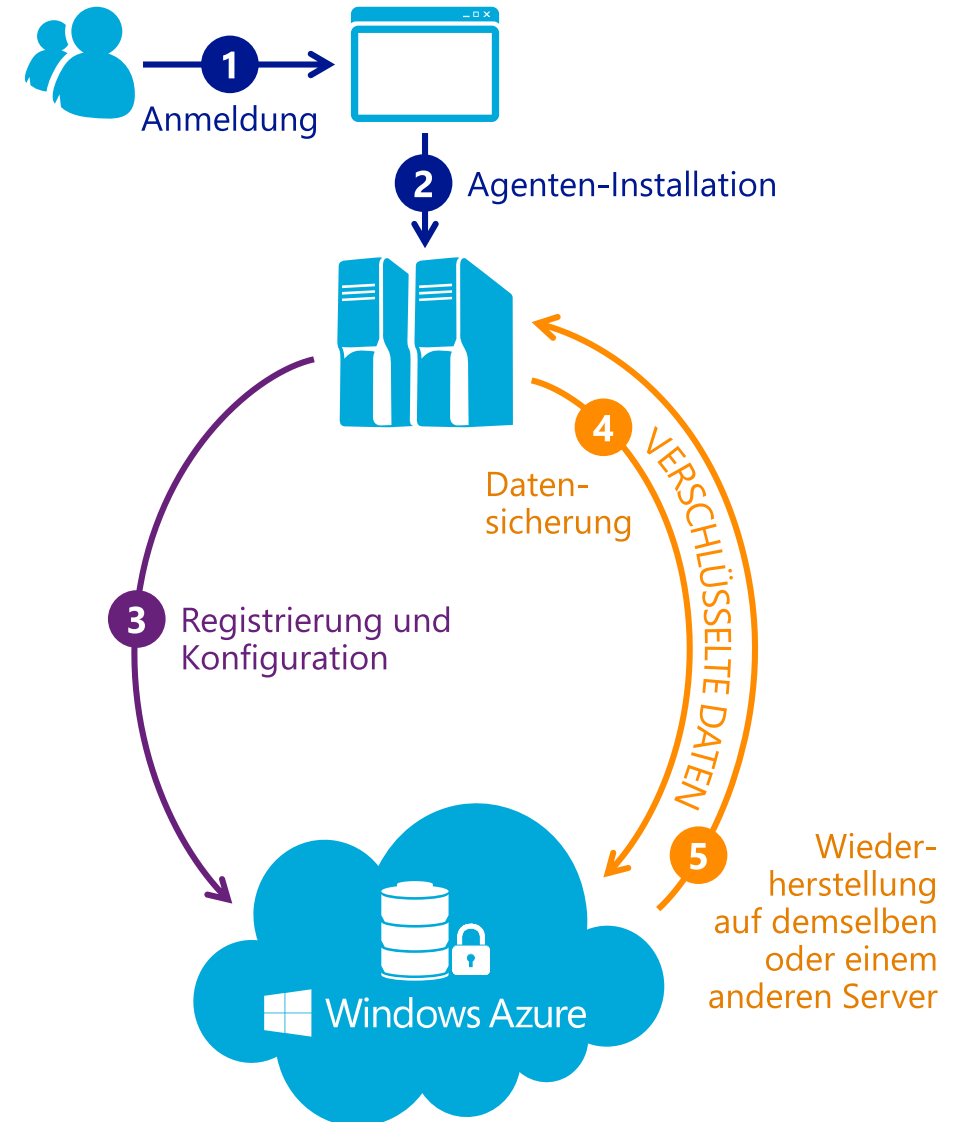 1
Anmeldung
2
Agenten-Installation
4
Daten-
sicherung
VERSCHLÜSSELTE DATEN
3
Registrierung und
Konfiguration
5
Wieder-
herstellung
auf demselben
oder einem
anderen Server
Windows Azure